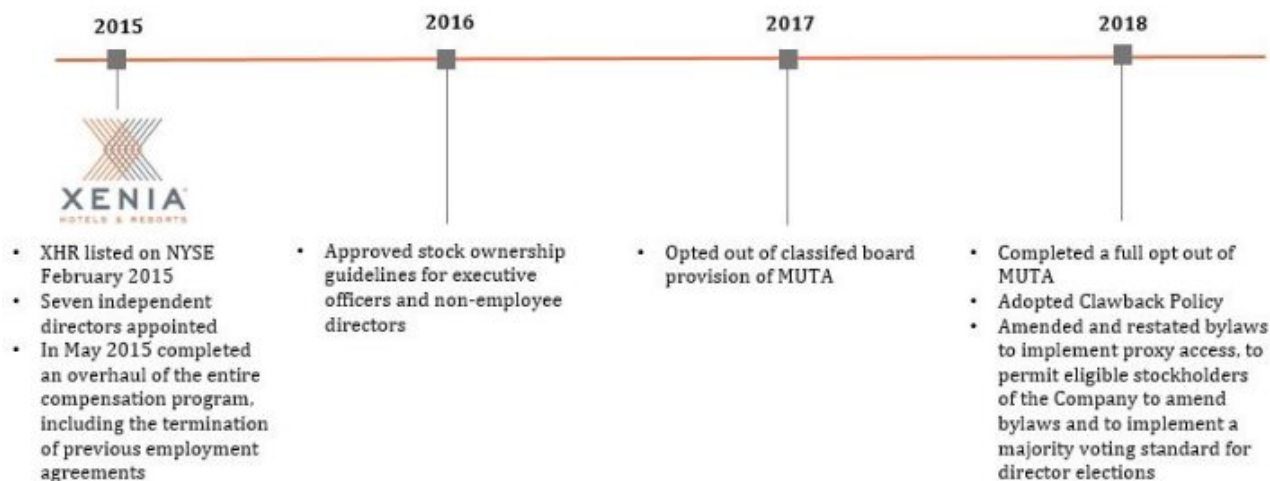 2015
2016
2017
2018
XENIA
HOTELS & RESORTS
• XHR listed on NYSE
February 2015
• Seven independent
directors appointed
• In May 2015 completed
an overhaul of the entire
compensation program,
including the termination
of previous employment
agreements
• Approved stock ownership
guidelines for executive
officers and non-employee
directors
• Opted out of classifed board
provision of MUTA
• Completed a full opt out of
MUTA
• Adopted Clawback Policy
• Amended and restated bylaws
to implement proxy access, to
permit eligible stockholders
of the Company to amend
bylaws and to implement a
majority voting standard for
director elections